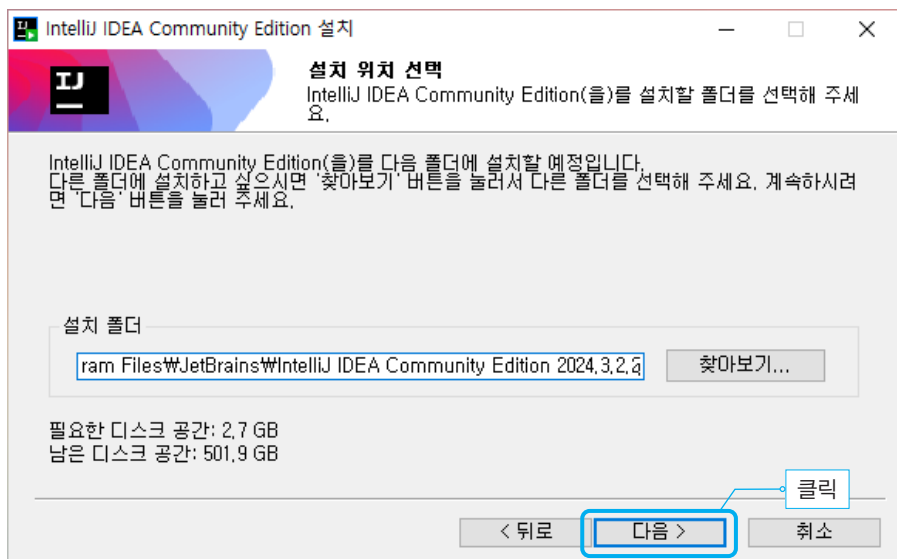 IntelliJ IDEA Community Edition 설치
IJ
설치 위치 선택
IntelliJ IDEA Community Edition(을)를 설치할 폴더를 선택해 주세
요.
IntelliJ IDEA Community Edition(을)를 다음 폴더에 설치할 예정입니다.
다른 폴더에 설치하고 싶으시면 '찾아보기' 버튼을 눌러서 다른 폴더를 선택해 주세요. 계속하시려
면 '다음' 버튼을 눌러 주세요.
설치 폴더
ram Files₩JetBrains₩IntelliJ IDEA Community Edition 2024.3.2.2
찾아보기...
필요한 디스크 공간: 2.7 GB
남은 디스크 공간: 501.9 GB
클릭
< 뒤로
다음 >
취소